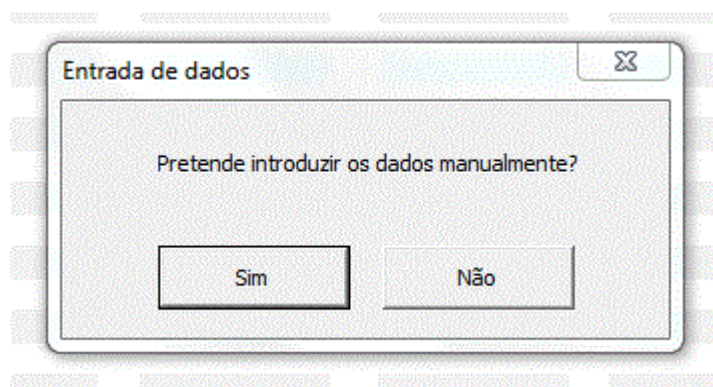 Entrada de dados
Pretende introduzir os dados manualmente?
Sim
Não